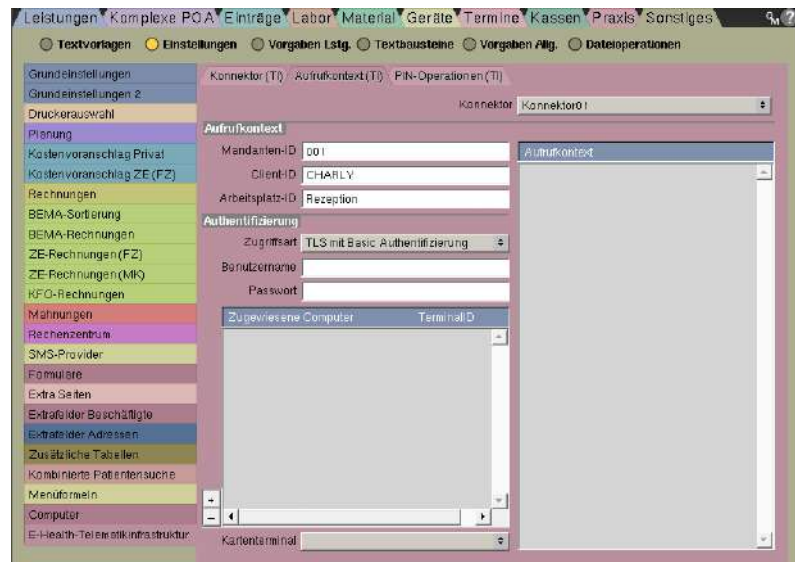 Leistungen Komplexe PO A Einträge Labor Material Geräte Termine Kassen Praxis Sonstiges ?
Textvorlagen Einstellungen Vorgaben Lstg. Textbausteine Vorgaben Allg. Dateioperationen
Grundeinstellungen
Grundeinstellungen 2
Druckerauswahl
Planung
Kostenvoranschlag Privat
Kostenvoranschlag ZE (FZ)
Rechnungen
BEMA-Sortierung
BEMA-Rechnungen
ZE-Rechnungen (FZ)
ZE-Rechnungen (MK)
KFO-Rechnungen
Mahnungen
Rechenzentrum
SMS-Provider
Formulare
Extra Seiten
Extrafelder Beschäftigte
Extrafelder Adressen
Zusätzliche Tabellen
Kombinierte Patientensuche
Menüformeln
Computer
E-Health-Telematikinfrastruktur
Konnektor (TI) Aufrufkontext (TI) PIN-Operationen (TI)
Konnektor Konnektor01
Aufrufkontext
Mandanten-ID 001
Client-ID CHARLY
Arbeitsplatz-ID Rezeption
Authentifizierung
Zugriffsart TLS mit Basic Authentifizierung
Benutzername
Passwort
Zugewiesene Computer TerminalID
+
–
Kartenterminal
Aufrufkontext